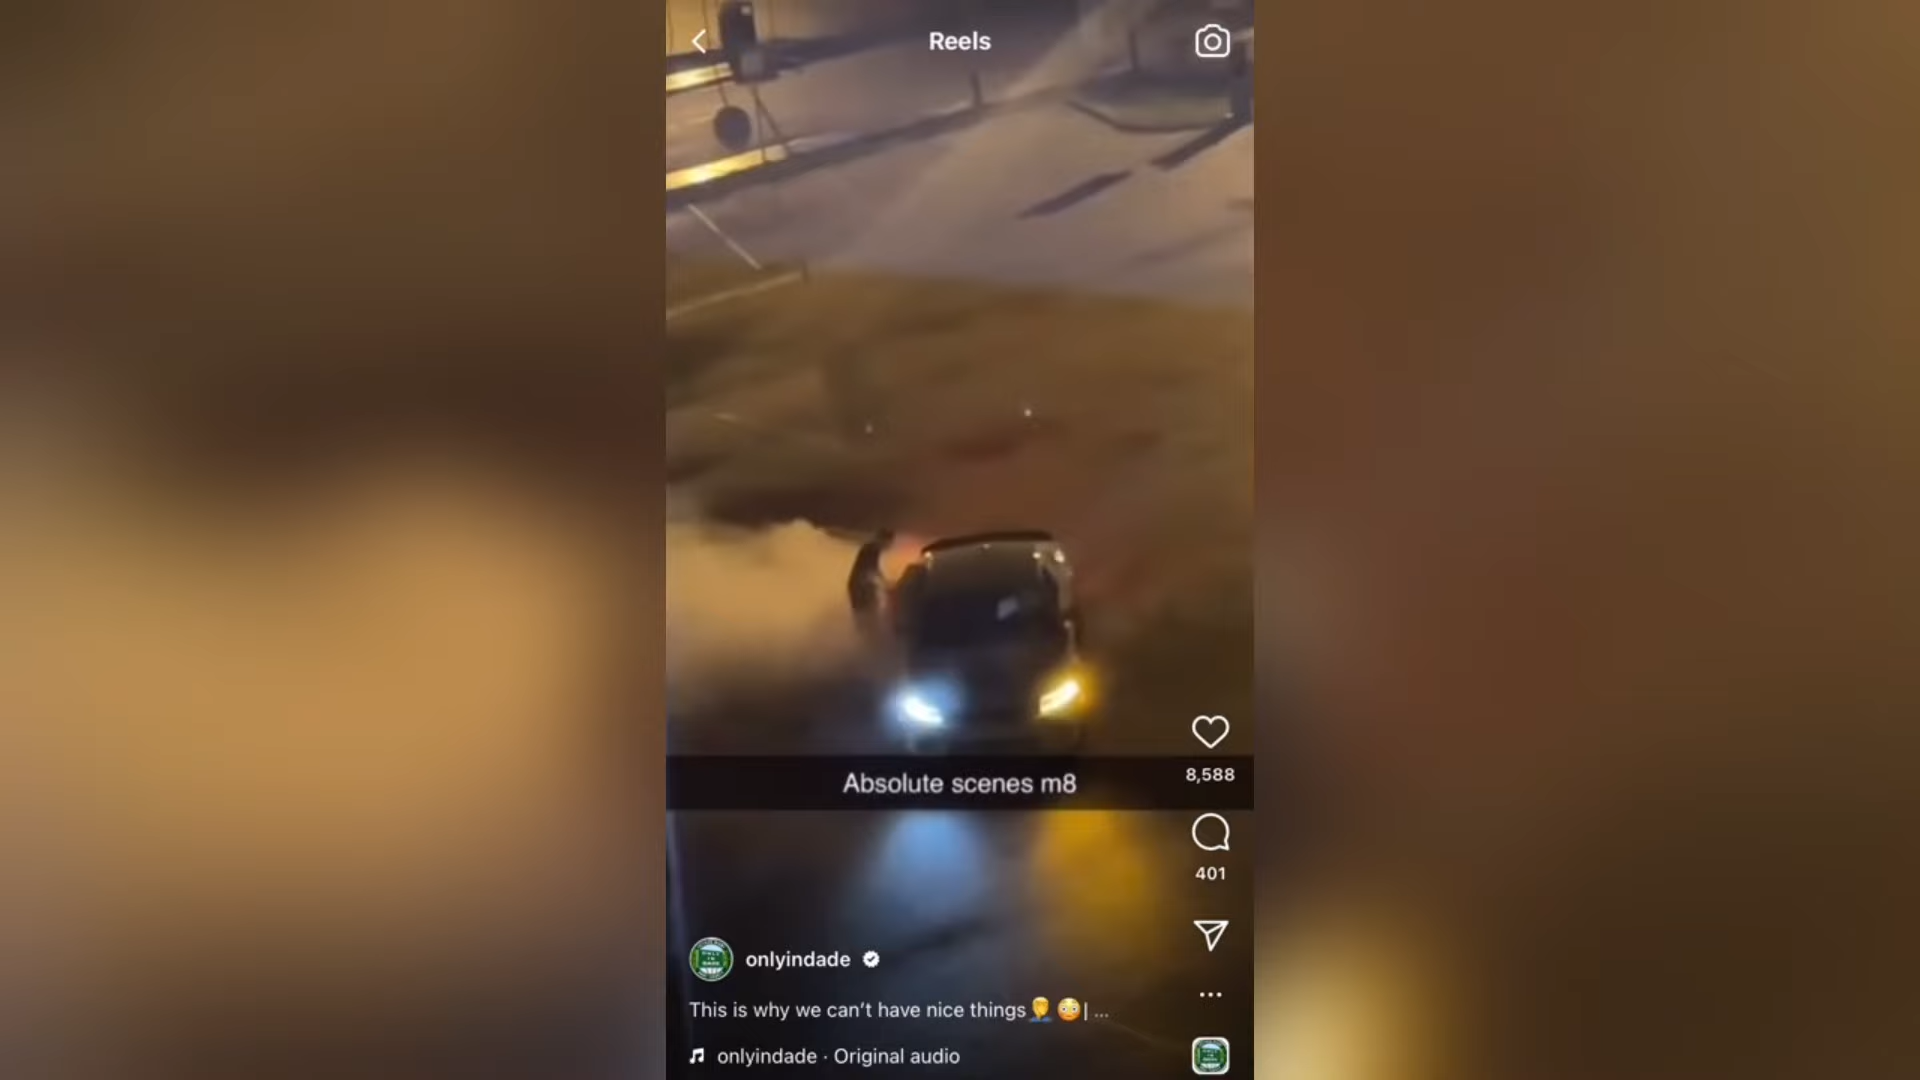 Reels
8,588
Absolute scenes m8
401
onlyindade
This is why we can't have nice things🤦‍♂️😳| ...
onlyindade · Original audio